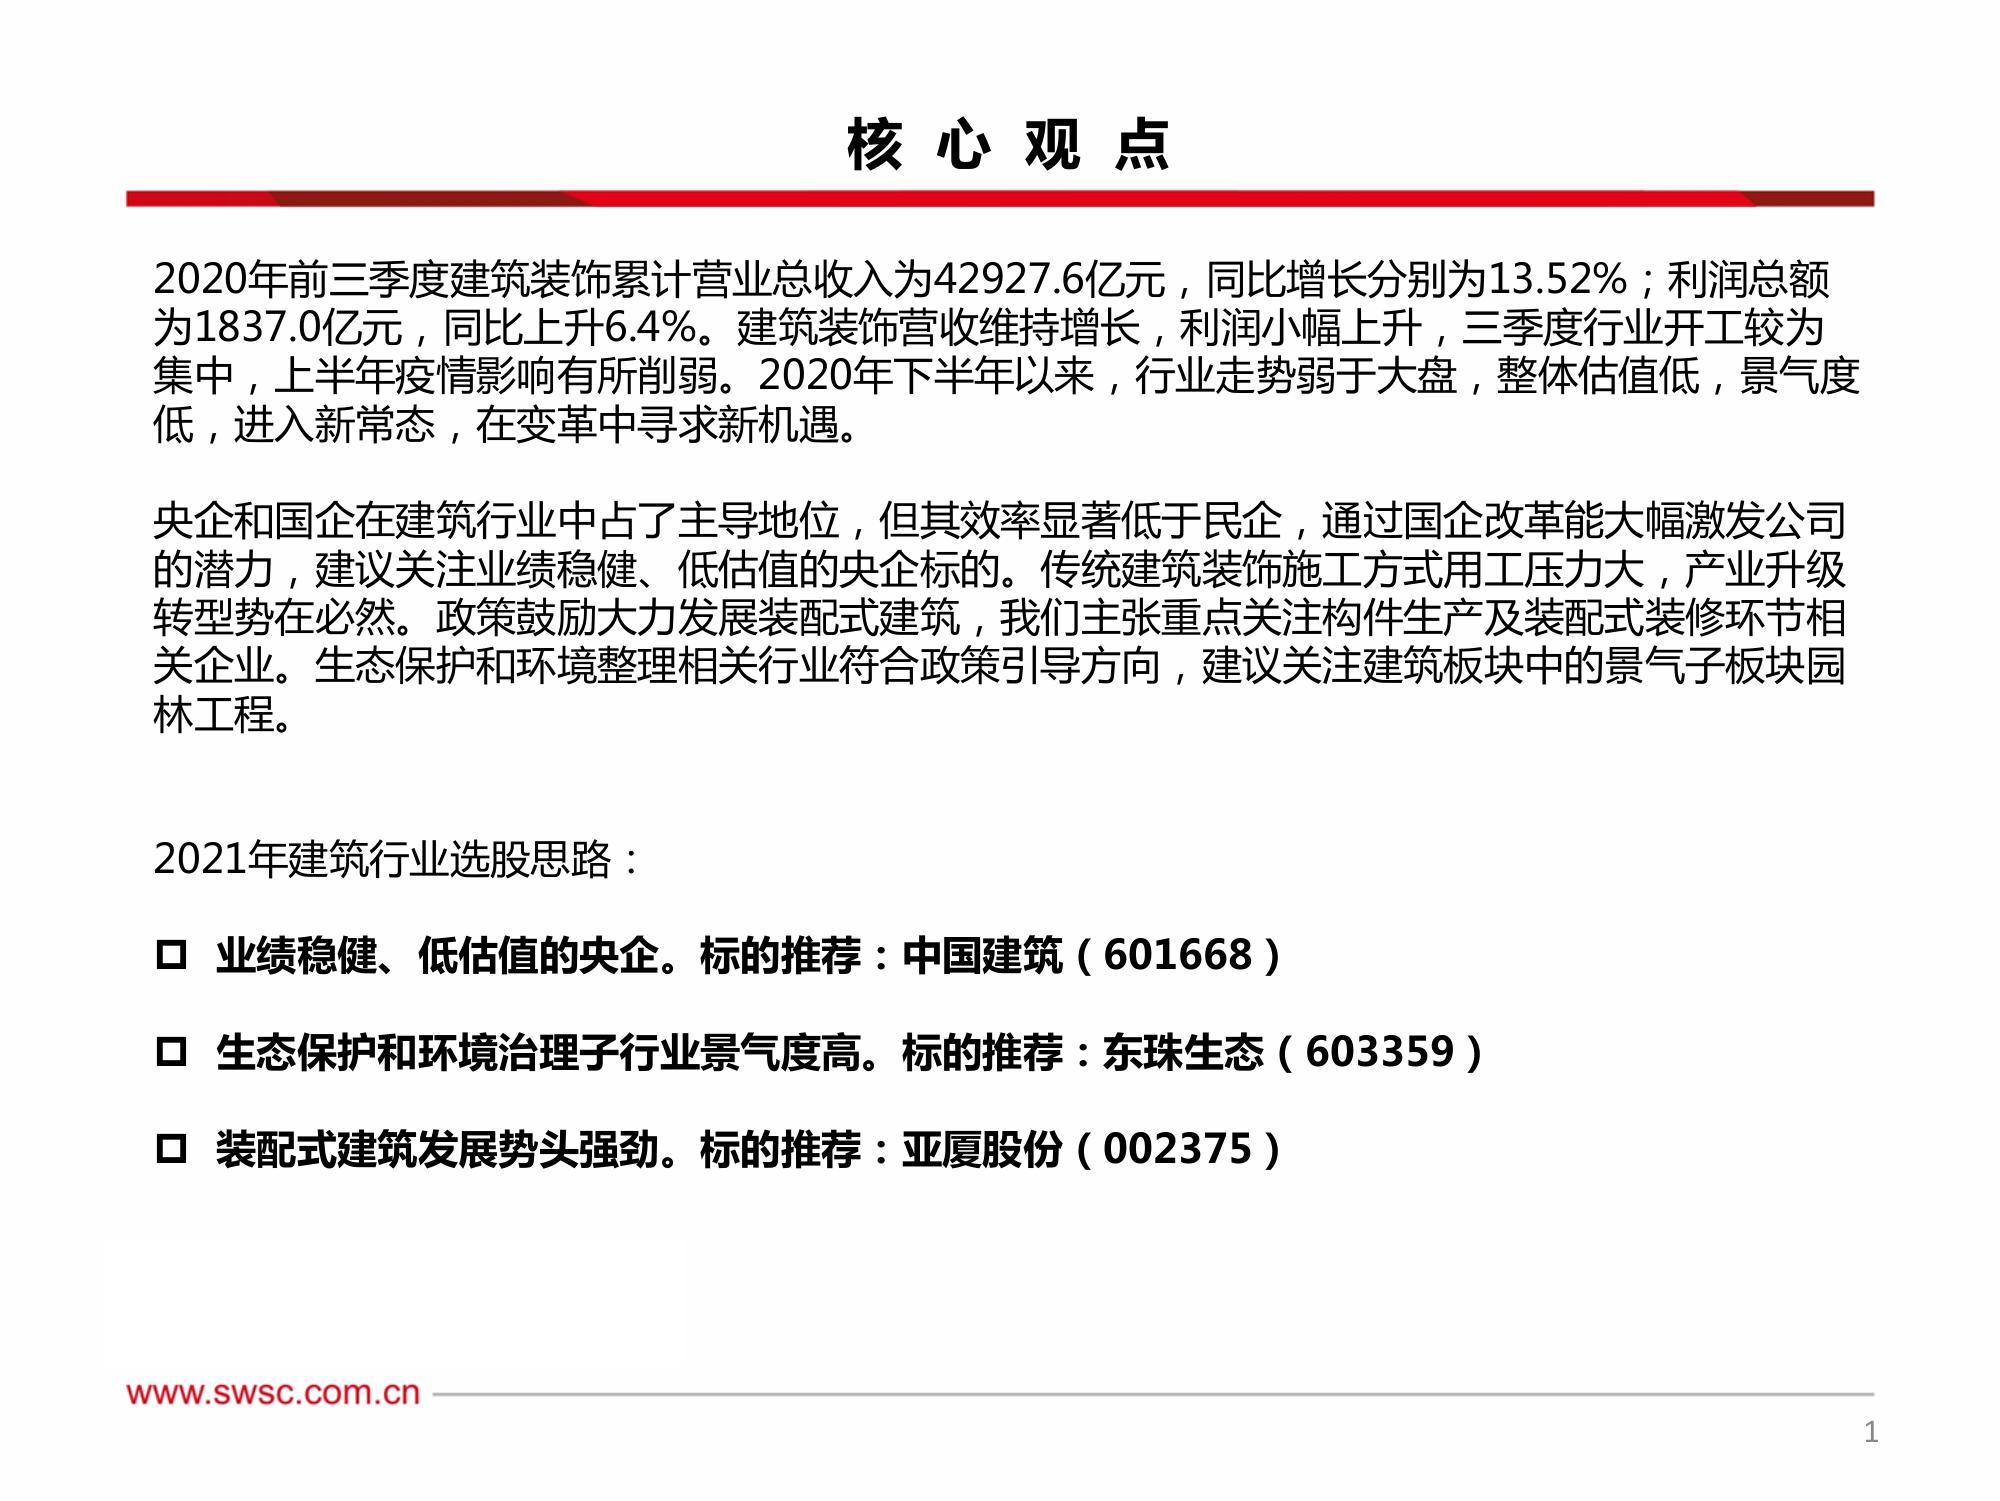 核心观点
2020年前三季度建筑装饰累计营业总收入为42927.6亿元，同比增长分别为13.52%；利润总额
为1837.0亿元，同比上升6.4%。建筑装饰营收维持增长，利润小幅上升，三季度行业开工较为
集中，上半年疫情影响有所削弱。2020年下半年以来，行业走势弱于大盘，整体估值低，景气度
低，进入新常态，在变革中寻求新机遇。
央企和国企在建筑行业中占了主导地位，但其效率显著低于民企，通过国企改革能大幅激发公司
的潜力，建议关注业绩稳健、低估值的央企标的。传统建筑装饰施工方式用工压力大，产业升级
转型势在必然。政策鼓励大力发展装配式建筑，我们主张重点关注构件生产及装配式装修环节相
关企业。生态保护和环境整理相关行业符合政策引导方向，建议关注建筑板块中的景气子板块园
林工程。
2021年建筑行业选股思路：
业绩稳健、低估值的央企。标的推荐：中国建筑（601668）
生态保护和环境治理子行业景气度高。标的推荐：东珠生态（603359）
装配式建筑发展势头强劲。标的推荐：亚厦股份（002375）
www.swsc.com.cn
1